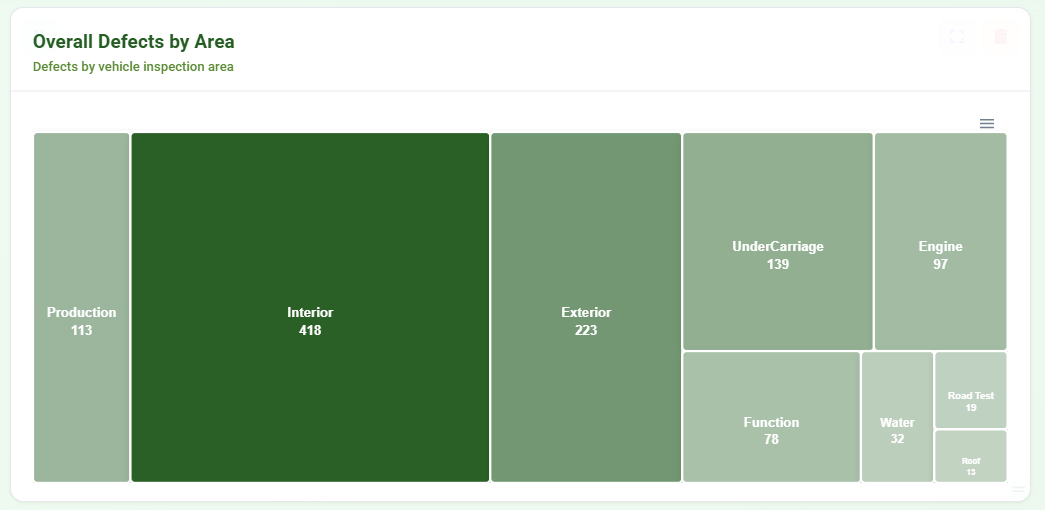 Overall Defects by Area
Defects by vehicle inspection area
Production
113
Interior
418
Exterior
223
UnderCarriage
139
Engine
97
Function
78
Water
32
Road Test
19
Roof
13